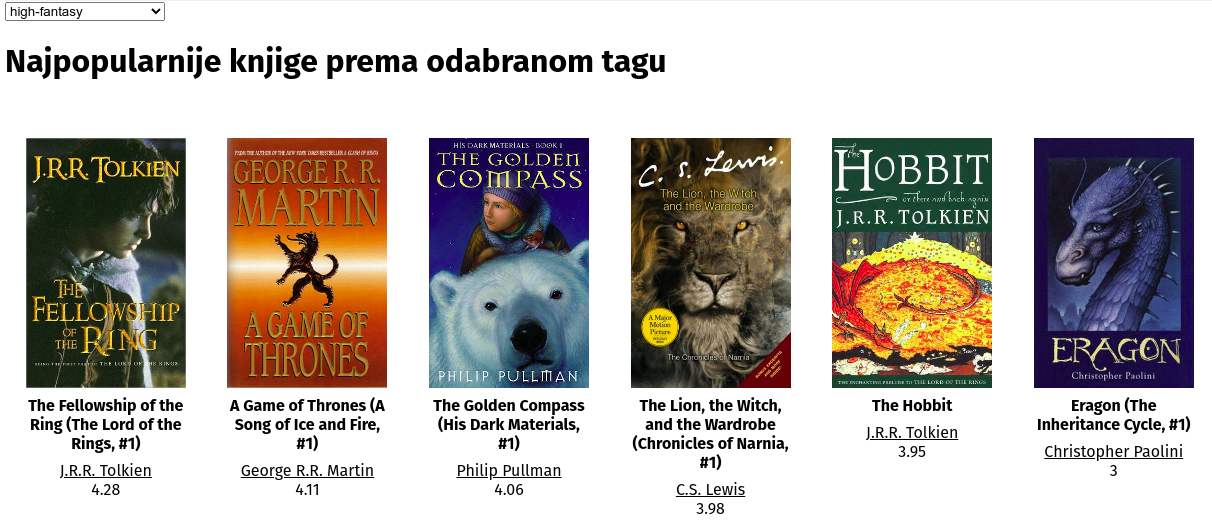 high-fantasy
Najpopularnije knjige prema odabranom tagu
J.R.R. TOLKIEN
THE
FELLOWSHIP
OF
THE RING
BEING THE FIRST PART OF THE LORD OF THE RINGS
FROM THE AUTHOR OF THE NEW YORK TIMES BESTSELLER A CLASH OF KINGS
GEORGE R. R.
MARTIN
A GAME OF
THRONES
HIS DARK MATERIALS · BOOK I
THE GOLDEN
COMPASS
PHILIP PULLMAN
C. S. Lewis.
The Lion, the Witch
and the Wardrobe
A Major
Motion
Picture
The Chronicles of Narnia
the
HOBBIT
or there and back again
J.R.R. TOLKIEN
THE ENCHANTING PRELUDE TO THE LORD OF THE RINGS
ERAGON
Christopher Paolini
The Fellowship of the
Ring (The Lord of the
Rings, #1)
J.R.R. Tolkien
4.28
A Game of Thrones (A
Song of Ice and Fire,
#1)
George R.R. Martin
4.11
The Golden Compass
(His Dark Materials,
#1)
Philip Pullman
4.06
The Lion, the Witch,
and the Wardrobe
(Chronicles of Narnia,
#1)
C.S. Lewis
3.98
The Hobbit
J.R.R. Tolkien
3.95
Eragon (The
Inheritance Cycle, #1)
Christopher Paolini
3